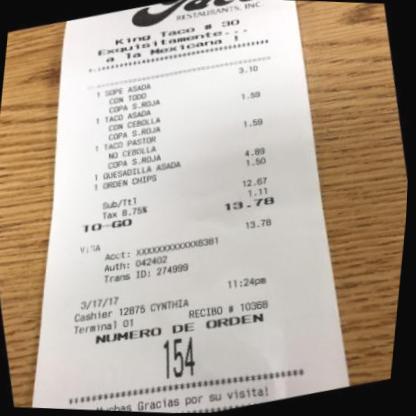 RESTAURANTS, INC.
King Taco # 30
Exquisitamente...
a la Mexicana !
1 SOPE ASADA 3.10
CON TODO
COPA S.ROJA
1 TACO ASADA 1.59
CON CEBOLLA
COPA S.ROJA
1 TACO PASTOR 1.59
NO CEBOLLA
COPA S.ROJA
1 QUESADILLA ASADA 4.89
1 ORDEN CHIPS 1.50
Sub/Ttl 12.67
Tax 8.75% 1.11
TO-GO 13.78
VISA 13.78
Acct: XXXXXXXXXXXX6381
Auth: 042402
Trans ID: 274999
3/17/17 11:24pm
Cashier 12875 CYNTHIA
Terminal 01 RECIBO # 10368
NUMERO DE ORDEN
154
Muchas Gracias por su visita!